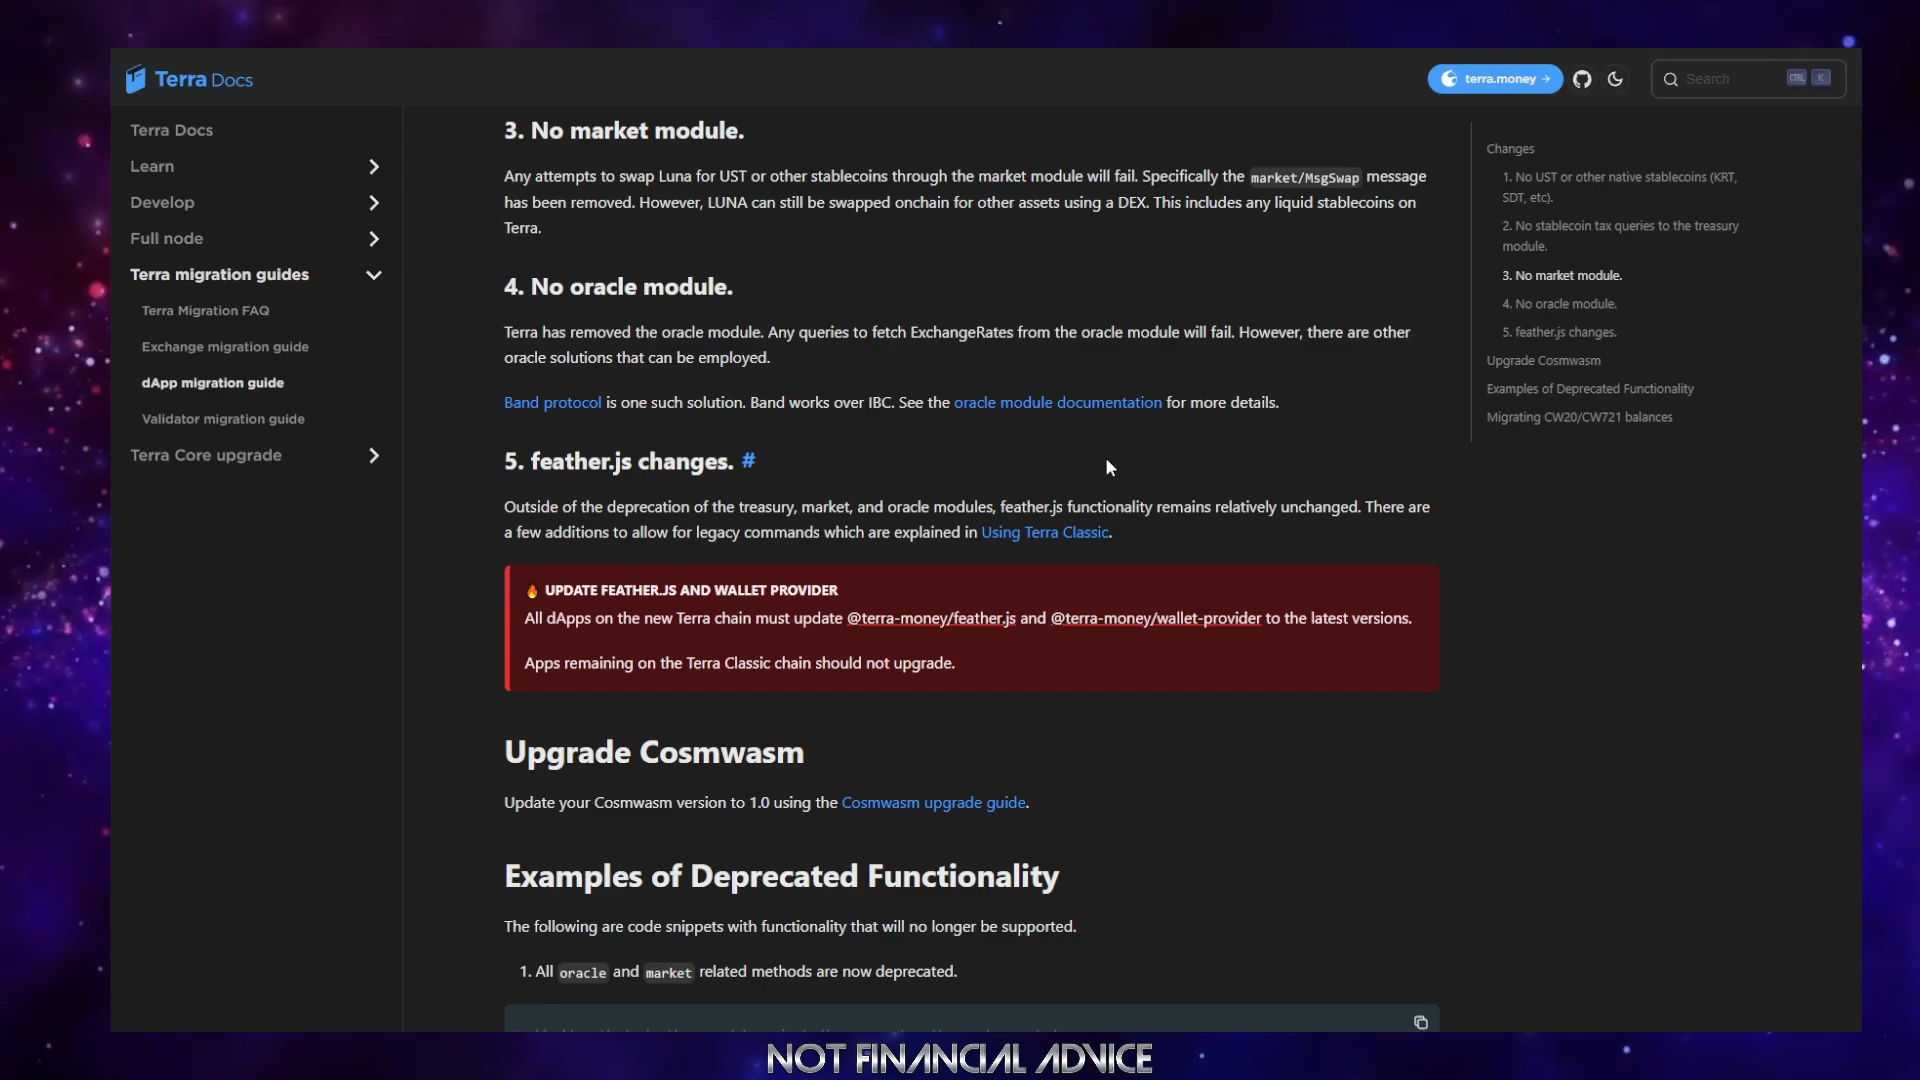 Terra Docs
terra.money →
Search
CTRL K
Terra Docs
Learn
Develop
Full node
Terra migration guides
Terra Migration FAQ
Exchange migration guide
dApp migration guide
Validator migration guide
Terra Core upgrade
3. No market module.
Any attempts to swap Luna for UST or other stablecoins through the market module will fail. Specifically the market/MsgSwap message
has been removed. However, LUNA can still be swapped onchain for other assets using a DEX. This includes any liquid stablecoins on
Terra.
4. No oracle module.
Terra has removed the oracle module. Any queries to fetch ExchangeRates from the oracle module will fail. However, there are other
oracle solutions that can be employed.
Band protocol is one such solution. Band works over IBC. See the oracle module documentation for more details.
5. feather.js changes. #
Outside of the deprecation of the treasury, market, and oracle modules, feather.js functionality remains relatively unchanged. There are
a few additions to allow for legacy commands which are explained in Using Terra Classic.
🔥 UPDATE FEATHER.JS AND WALLET PROVIDER
All dApps on the new Terra chain must update @terra-money/feather.js and @terra-money/wallet-provider to the latest versions.
Apps remaining on the Terra Classic chain should not upgrade.
Upgrade Cosmwasm
Update your Cosmwasm version to 1.0 using the Cosmwasm upgrade guide.
Examples of Deprecated Functionality
The following are code snippets with functionality that will no longer be supported.
1. All oracle and market related methods are now deprecated.
Changes
1. No UST or other native stablecoins (KRT,
SDT, etc).
2. No stablecoin tax queries to the treasury
module.
3. No market module.
4. No oracle module.
5. feather.js changes.
Upgrade Cosmwasm
Examples of Deprecated Functionality
Migrating CW20/CW721 balances
NOT FINANCIAL ADVICE